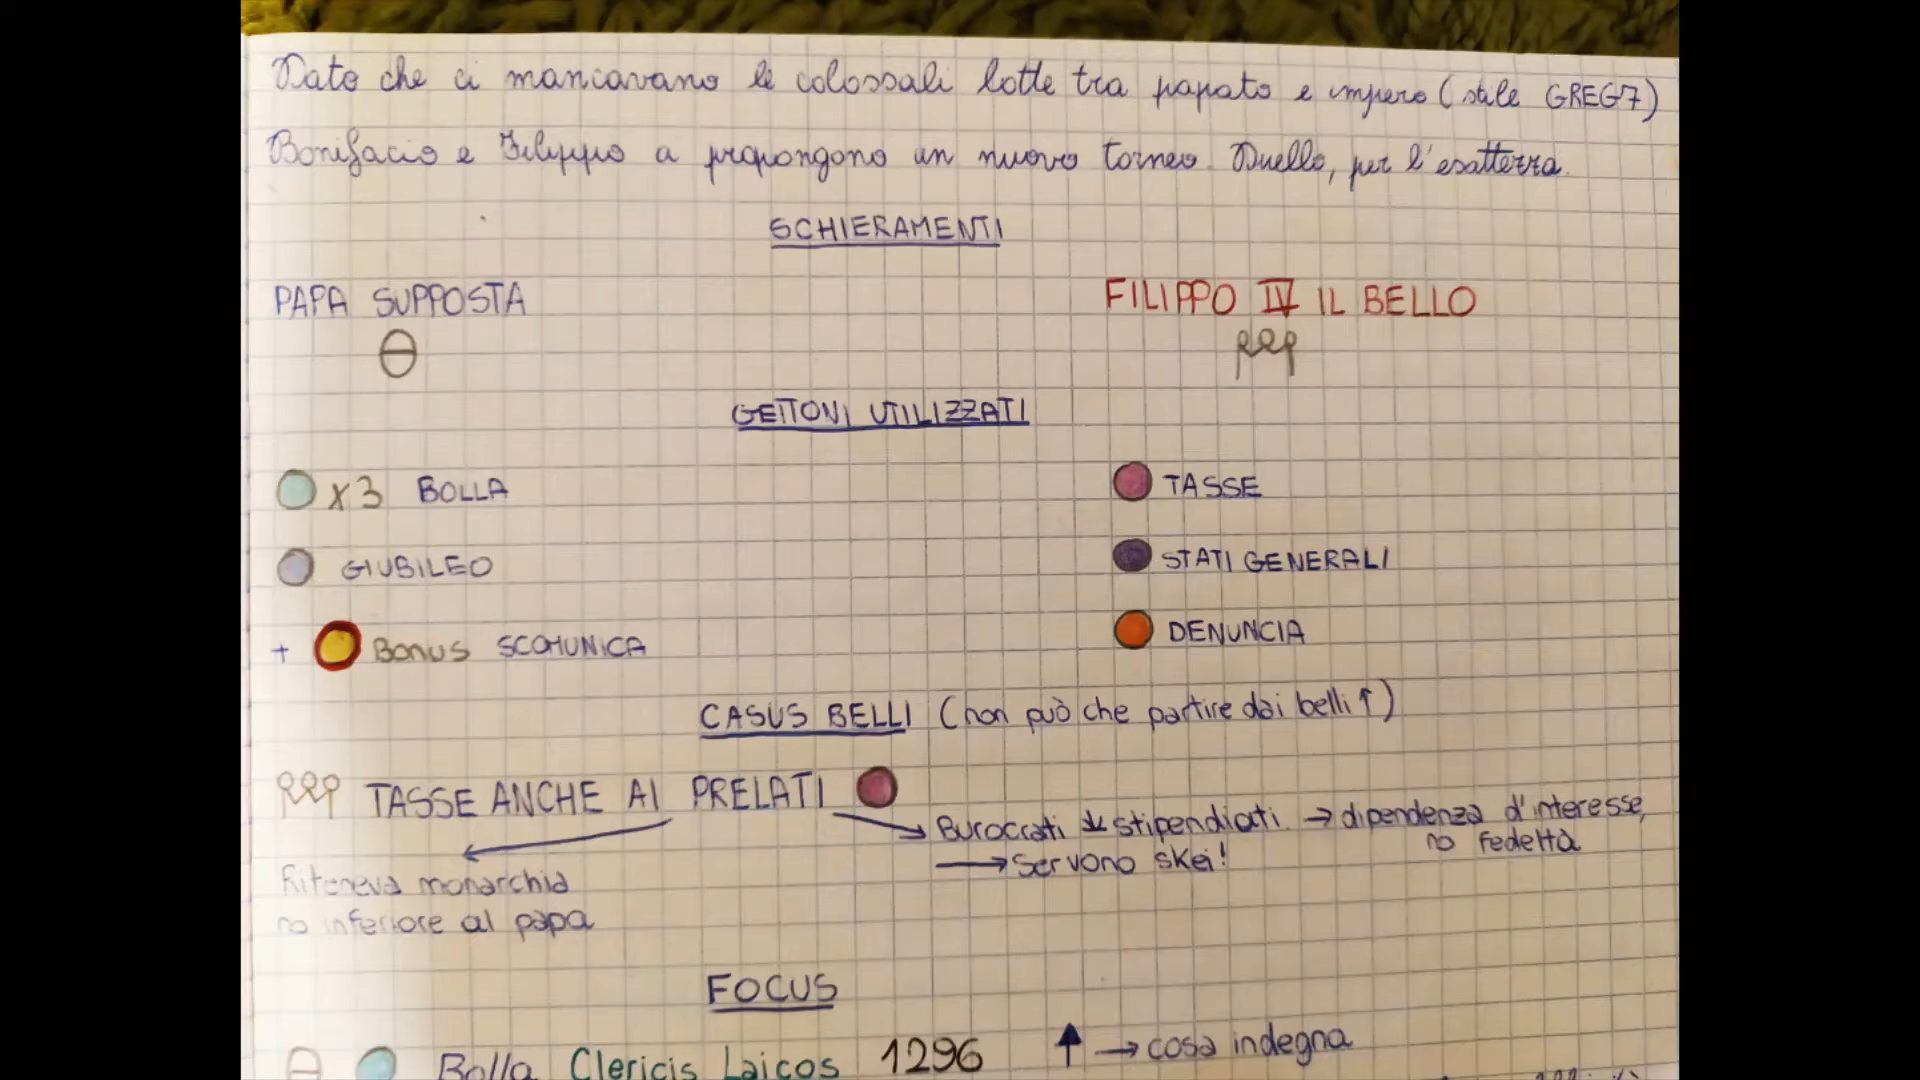 Dato che ci mancavano le colossali lotte tra papato e impero (stile GREG7)
Bonifacio e Filippo a propongono un nuovo torneo. Duello, per l'esattezza.
SCHIERAMENTI
PAPA SUPPOSTA
FILIPPO IV IL BELLO
GETTONI UTILIZZATI
x3 BOLLA
TASSE
GIUBILEO
STATI GENERALI
+ Bonus SCOMUNICA
DENUNCIA
CASUS BELLI (non può che partire dai belli ↑)
TASSE ANCHE AI PRELATI
Burocrati stipendiati → dipendenza d'interesse,
no fedeltà
→ Servono skei!
Riteneva monarchia
no inferiore al papa
FOCUS
Bolla Clericis Laicos 1296 ↑ → cosa indegna